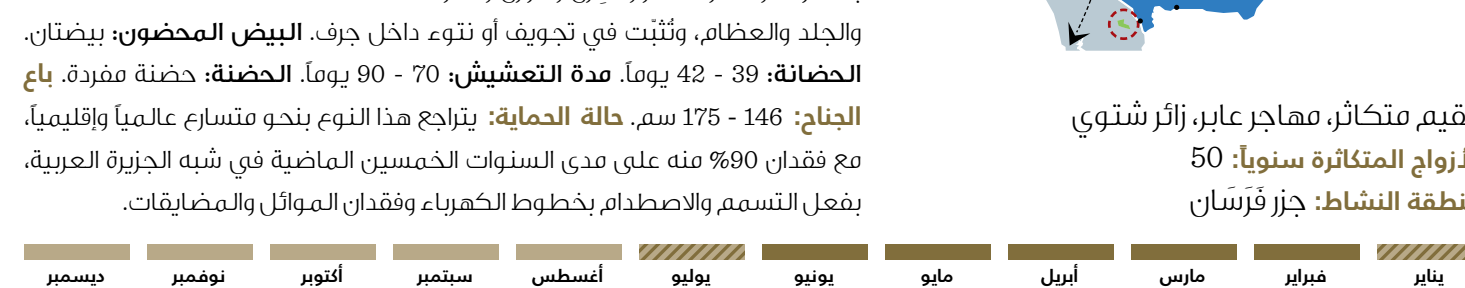 والجلد والعظام، وتُثبّت في تجويف أو نتوء داخل جرف. البيض المحضون: بيضتان.
الحضانة: 39 - 42 يوماً. مدة التعشيش: 70 - 90 يوماً. الحضنة: حضنة مفردة. باع
الجناح: 146 - 175 سم. حالة الحماية: يتراجع هذا النوع بنحو متسارع عالمياً وإقليمياً،
مع فقدان 90% منه على مدى السنوات الخمسين الماضية في شبه الجزيرة العربية،
بفعل التسمم والاصطدام بخطوط الكهرباء وفقدان الموائل والمضايقات.
قيم متكاثر، مهاجر عابر، زائر شتوي
لأزواج المتكاثرة سنوياً: 50
نطقة النشاط: جزر فَرَسَان
يناير فبراير مارس أبريل مايو يونيو يوليو أغسطس سبتمبر أكتوبر نوفمبر ديسمبر